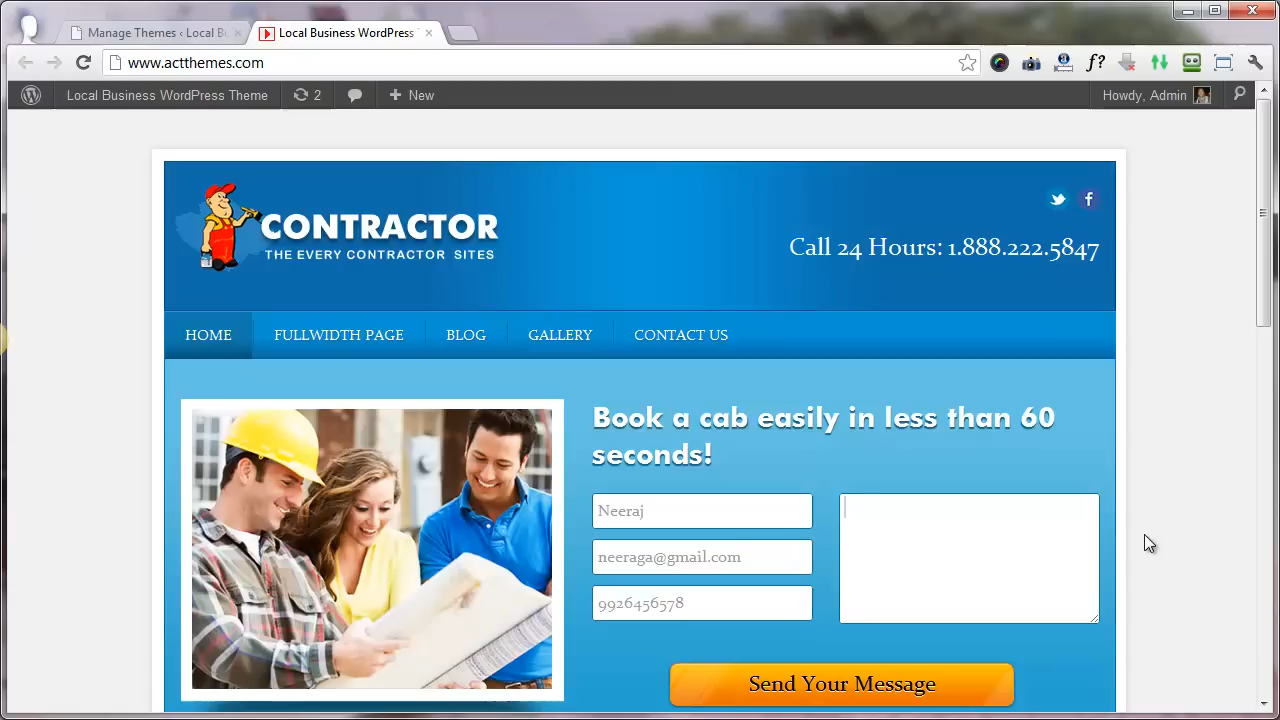 Manage Themes ‹ Local B
Local Business WordPress
www.actthemes.com
f?
Local Business WordPress Theme
2
New
Howdy, Admin
CONTRACTOR
THE EVERY CONTRACTOR SITES
f
Call 24 Hours: 1.888.222.5847
HOME
FULLWIDTH PAGE
BLOG
GALLERY
CONTACT US
Book a cab easily in less than 60
seconds!
Neeraj
neeraga@gmail.com
9926456578
Send Your Message